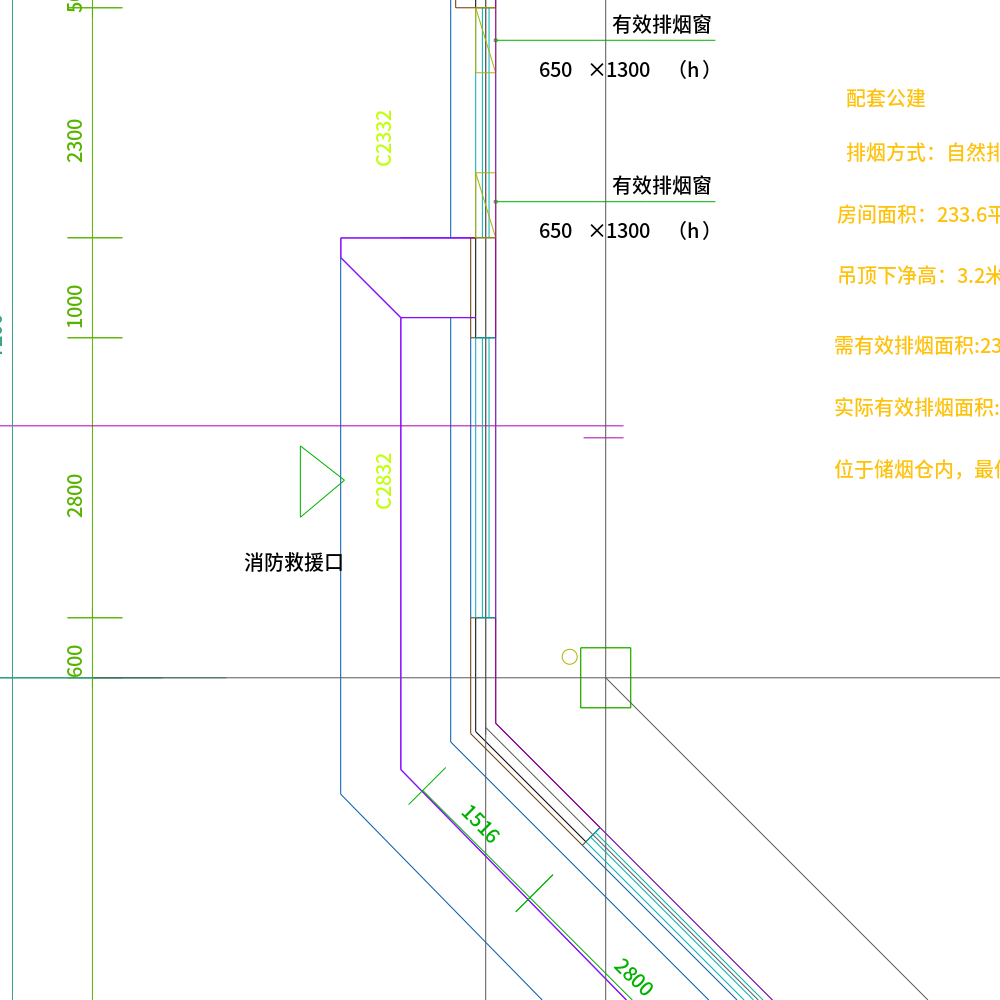 有效排烟窗
650 ×1300 （h）
配套公建
2300
C2332
排烟方式：自然排
有效排烟窗
650 ×1300 （h）
房间面积：233.6平
吊顶下净高：3.2米
1000
需有效排烟面积:23
实际有效排烟面积:
位于储烟仓内，最
2800
C2832
消防救援口
600
1516
2800